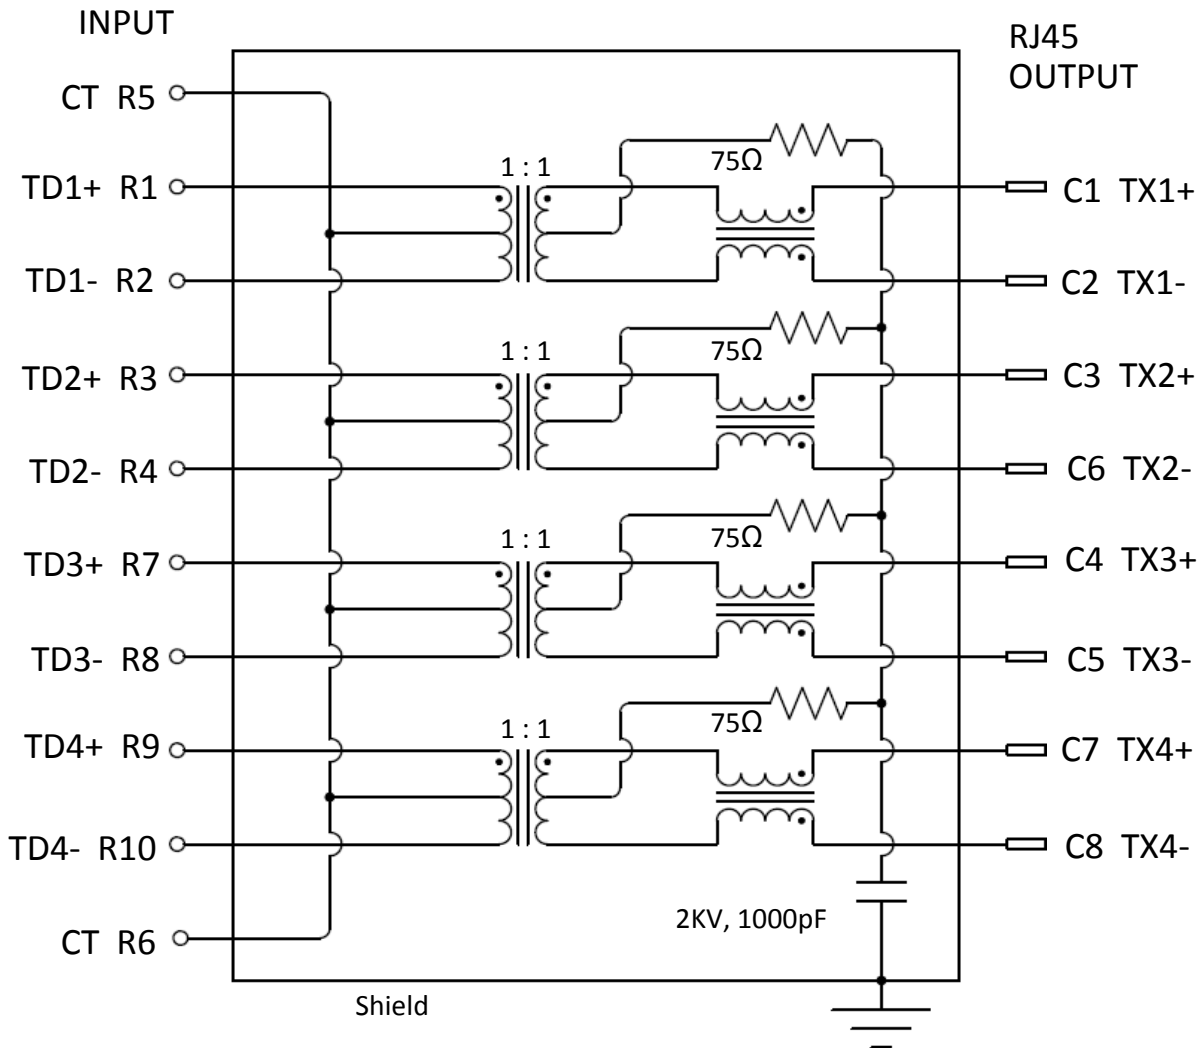 INPUT
RJ45
OUTPUT
CT R5
1 : 1
75Ω
TD1+ R1
C1 TX1+
TD1- R2
C2 TX1-
1 : 1
75Ω
TD2+ R3
C3 TX2+
TD2- R4
C6 TX2-
1 : 1
75Ω
TD3+ R7
C4 TX3+
TD3- R8
C5 TX3-
1 : 1
75Ω
TD4+ R9
C7 TX4+
TD4- R10
C8 TX4-
2KV, 1000pF
CT R6
Shield